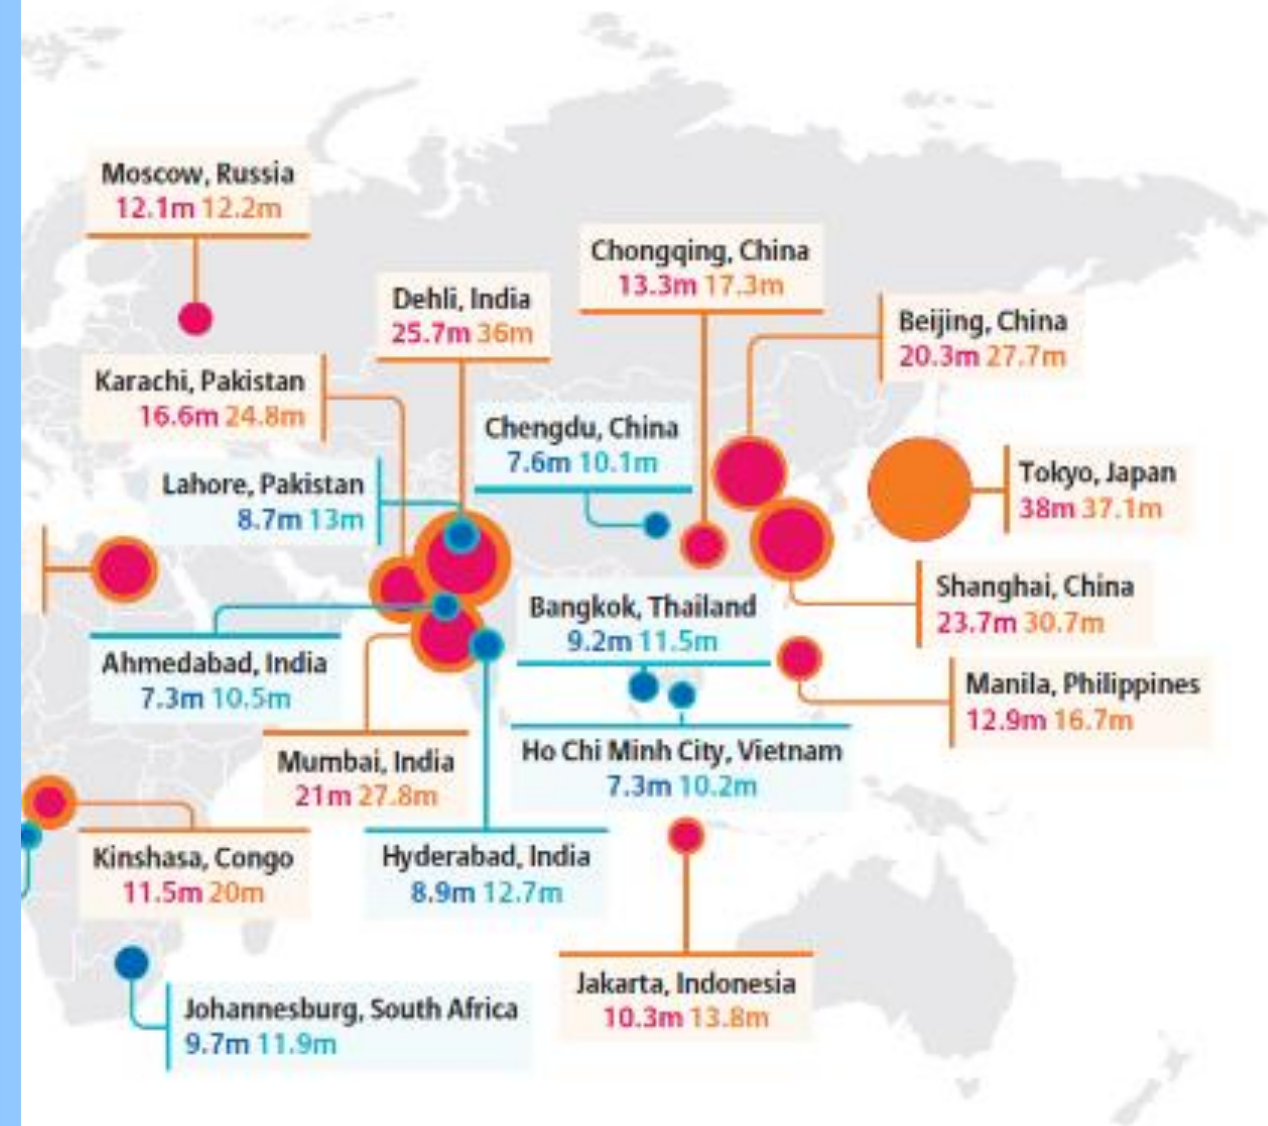 Moscow, Russia
12.1m 12.2m
Chongqing, China
13.3m 17.3m
Dehli, India
25.7m 36m
Beijing, China
20.3m 27.7m
Karachi, Pakistan
16.6m 24.8m
Chengdu, China
7.6m 10.1m
Lahore, Pakistan
8.7m 13m
Tokyo, Japan
38m 37.1m
Shanghai, China
23.7m 30.7m
Bangkok, Thailand
9.2m 11.5m
Ahmedabad, India
7.3m 10.5m
Manila, Philippines
12.9m 16.7m
Mumbai, India
21m 27.8m
Ho Chi Minh City, Vietnam
7.3m 10.2m
Kinshasa, Congo
11.5m 20m
Hyderabad, India
8.9m 12.7m
Jakarta, Indonesia
10.3m 13.8m
Johannesburg, South Africa
9.7m 11.9m